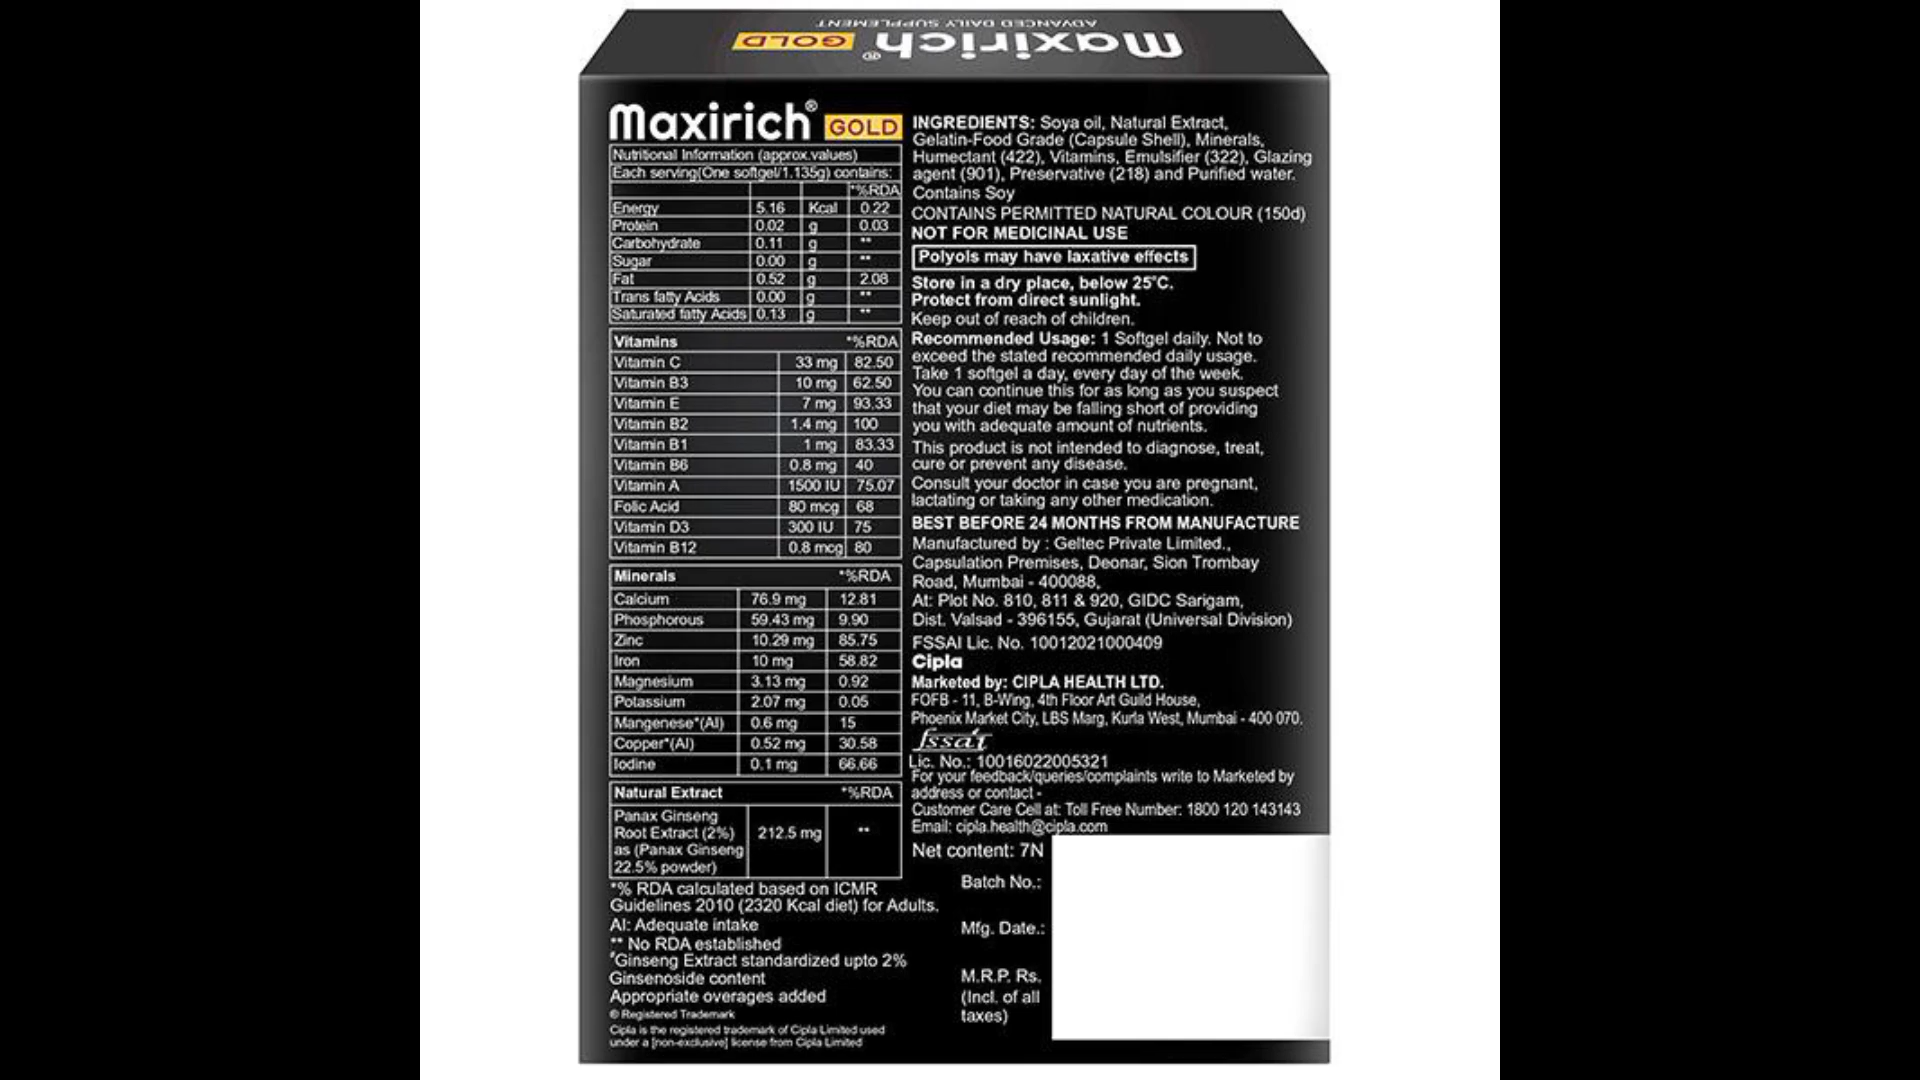 ADVANCED DAILY SUPPLEMENT
Maxirich® GOLD
Maxirich® GOLD
Nutritional Information (approx.values)
Each serving(One softgel/1.135g) contains:
*%RDA
Energy 5.16 Kcal 0.22
Protein 0.02 g 0.03
Carbohydrate 0.11 g **
Sugar 0.00 g **
Fat 0.52 g 2.08
Trans fatty Acids 0.00 g **
Saturated fatty Acids 0.13 g **
Vitamins *%RDA
Vitamin C 33 mg 82.50
Vitamin B3 10 mg 62.50
Vitamin E 7 mg 93.33
Vitamin B2 1.4 mg 100
Vitamin B1 1 mg 83.33
Vitamin B6 0.8 mg 40
Vitamin A 1500 IU 75.07
Folic Acid 80 mcg 68
Vitamin D3 300 IU 75
Vitamin B12 0.8 mcg 80
Minerals *%RDA
Calcium 76.9 mg 12.81
Phosphorous 59.43 mg 9.90
Zinc 10.29 mg 85.75
Iron 10 mg 58.82
Magnesium 3.13 mg 0.92
Potassium 2.07 mg 0.05
Mangenese*(AI) 0.6 mg 15
Copper*(AI) 0.52 mg 30.58
Iodine 0.1 mg 66.66
Natural Extract *%RDA
Panax Ginseng
Root Extract (2%) 212.5 mg **
as (Panax Ginseng
22.5% powder)
*% RDA calculated based on ICMR
Guidelines 2010 (2320 Kcal diet) for Adults.
AI: Adequate intake
** No RDA established
#Ginseng Extract standardized upto 2%
Ginsenoside content
Appropriate overages added
® Registered Trademark
Cipla is the registered trademark of Cipla Limited used
under a [non-exclusive] license from Cipla Limited
INGREDIENTS: Soya oil, Natural Extract,
Gelatin-Food Grade (Capsule Shell), Minerals,
Humectant (422), Vitamins, Emulsifier (322), Glazing
agent (901), Preservative (218) and Purified water.
Contains Soy
CONTAINS PERMITTED NATURAL COLOUR (150d)
NOT FOR MEDICINAL USE
Polyols may have laxative effects
Store in a dry place, below 25°C.
Protect from direct sunlight.
Keep out of reach of children.
Recommended Usage: 1 Softgel daily. Not to
exceed the stated recommended daily usage.
Take 1 softgel a day, every day of the week.
You can continue this for as long as you suspect
that your diet may be falling short of providing
you with adequate amount of nutrients.
This product is not intended to diagnose, treat,
cure or prevent any disease.
Consult your doctor in case you are pregnant,
lactating or taking any other medication.
BEST BEFORE 24 MONTHS FROM MANUFACTURE
Manufactured by : Geltec Private Limited.,
Capsulation Premises, Deonar, Sion Trombay
Road, Mumbai - 400088,
At: Plot No. 810, 811 & 920, GIDC Sarigam,
Dist. Valsad - 396155, Gujarat (Universal Division)
FSSAI Lic. No. 10012021000409
Cipla
Marketed by: CIPLA HEALTH LTD.
FOFB - 11, B-Wing, 4th Floor Art Guild House,
Phoenix Market City, LBS Marg, Kurla West, Mumbai - 400 070.
fssai
Lic. No.: 10016022005321
For your feedback/queries/complaints write to Marketed by
address or contact -
Customer Care Cell at: Toll Free Number: 1800 120 143143
Email: cipla.health@cipla.com
Net content: 7N
Batch No.:
Mfg. Date.:
M.R.P. Rs.
(Incl. of all
taxes)